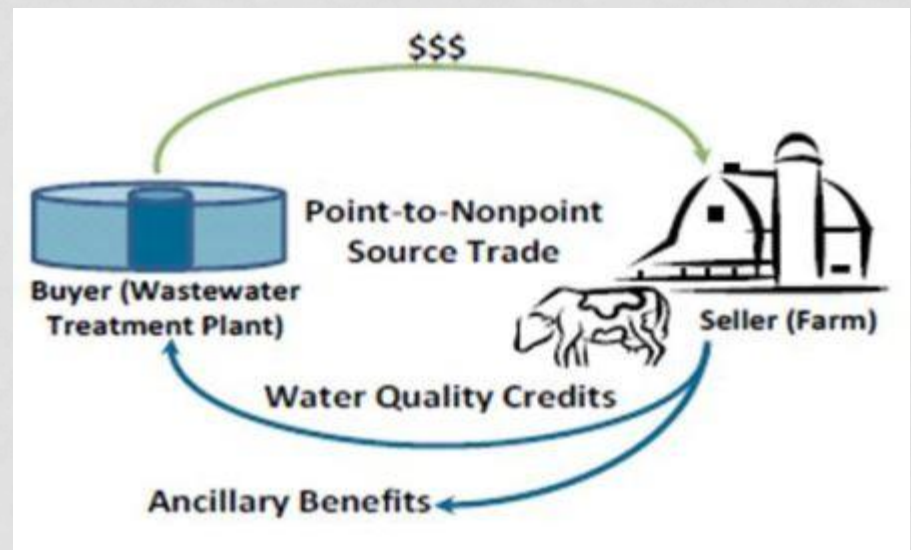 $$$
Point-to-Nonpoint
Source Trade
Buyer (Wastewater
Treatment Plant)
Seller (Farm)
Water Quality Credits
Ancillary Benefits